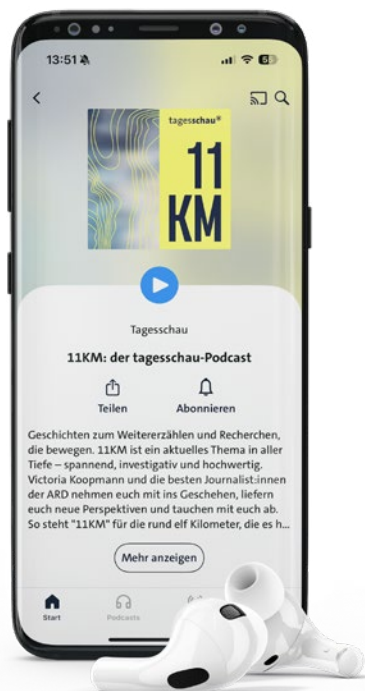 13:51
tagesschau®
11
KM
Tagesschau
11KM: der tagesschau-Podcast
Teilen
Abonnieren
Geschichten zum Weitererzählen und Recherchen,
die bewegen. 11KM ist ein aktuelles Thema in aller
Tiefe – spannend, investigativ und hochwertig.
Victoria Koopmann und die besten Journalist:innen
der ARD nehmen euch mit ins Geschehen, liefern
euch neue Perspektiven und tauchen mit euch ab.
So steht "11KM" für die rund elf Kilometer, die es h...
Mehr anzeigen
Start
Podcasts